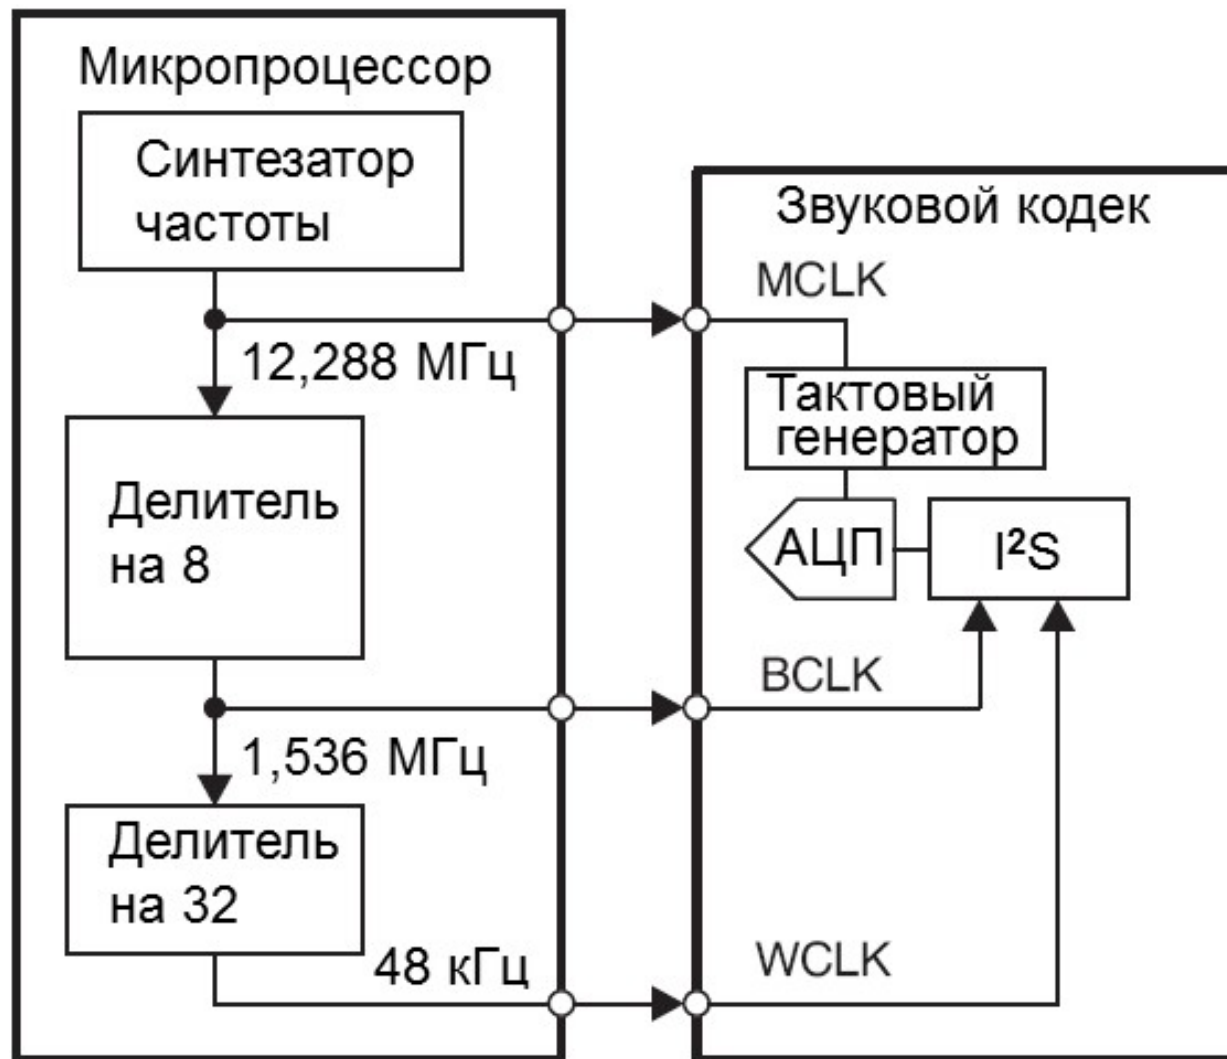 Микропроцессор
Синтезатор
частоты
12,288 МГц
Делитель
на 8
1,536 МГц
Делитель
на 32
48 кГц
Звуковой кодек
MCLK
Тактовый
генератор
АЦП
I²S
BCLK
WCLK